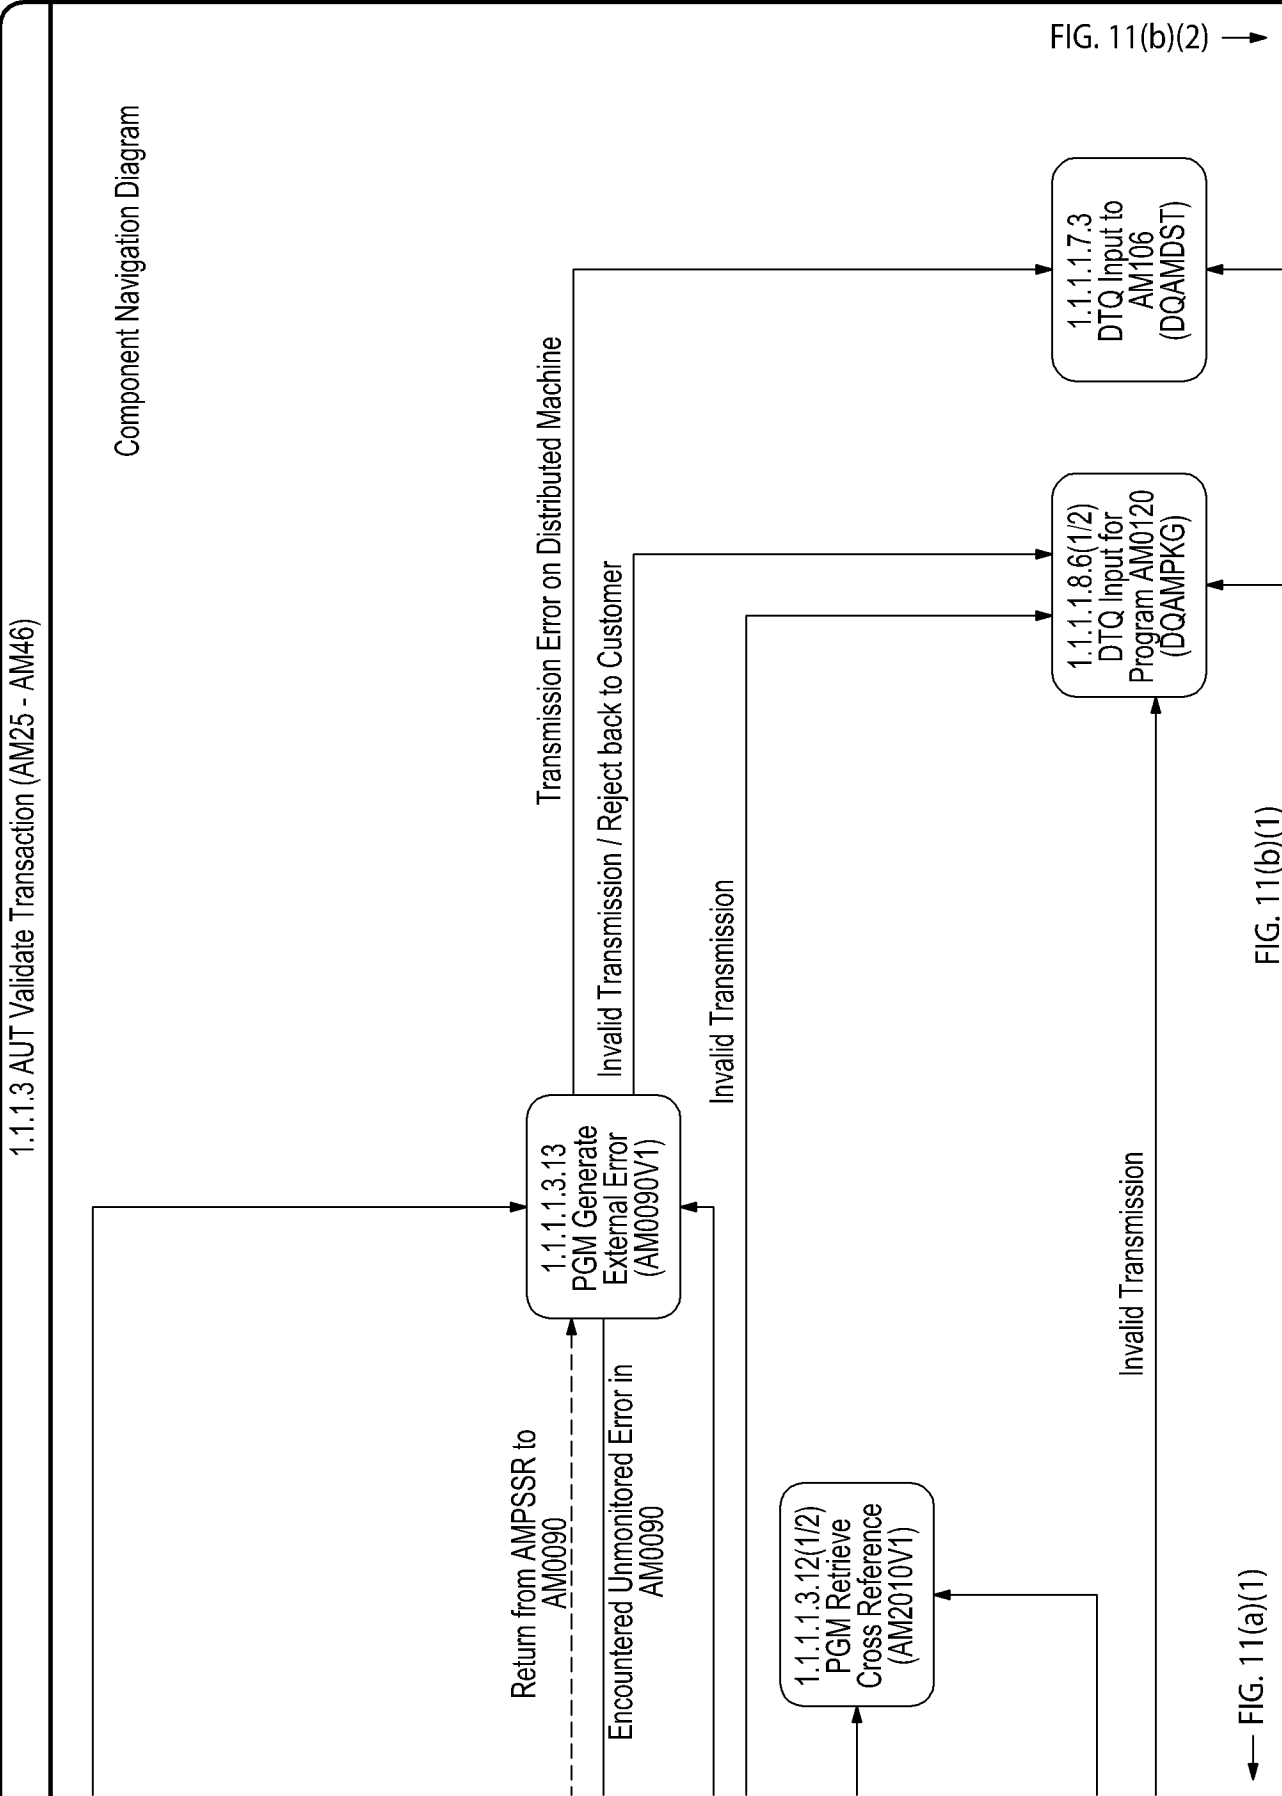 1.1.1.3 AUT Validate Transaction (AM25 - AM46)
Component Navigation Diagram
Return from AMPSSR to
AM0090
Encountered Unmonitored Error in
AM0090
1.1.1.1.3.13
PGM Generate
External Error
(AM0090V1)
Transmission Error on Distributed Machine
Invalid Transmission / Reject back to Customer
Invalid Transmission
1.1.1.1.3.12(1/2)
PGM Retrieve
Cross Reference
(AM2010V1)
Invalid Transmission
1.1.1.1.8.6(1/2)
DTQ Input for
Program AM0120
(DQAMPKG)
1.1.1.1.7.3
DTQ Input to
AM106
(DQAMDST)
FIG. 11(a)(1)
FIG. 11(b)(1)
FIG. 11(b)(2)